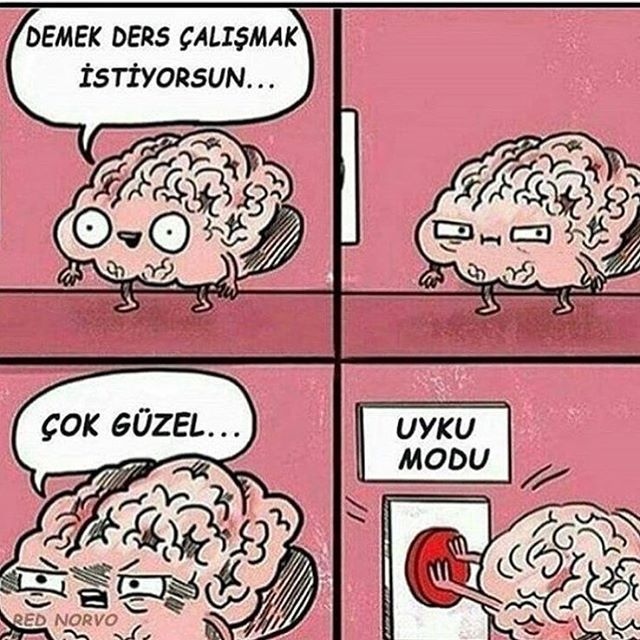 DEMEK DERS ÇALIŞMAK
İSTİYORSUN...
ÇOK GÜZEL...
UYKU
MODU
RED NORVO